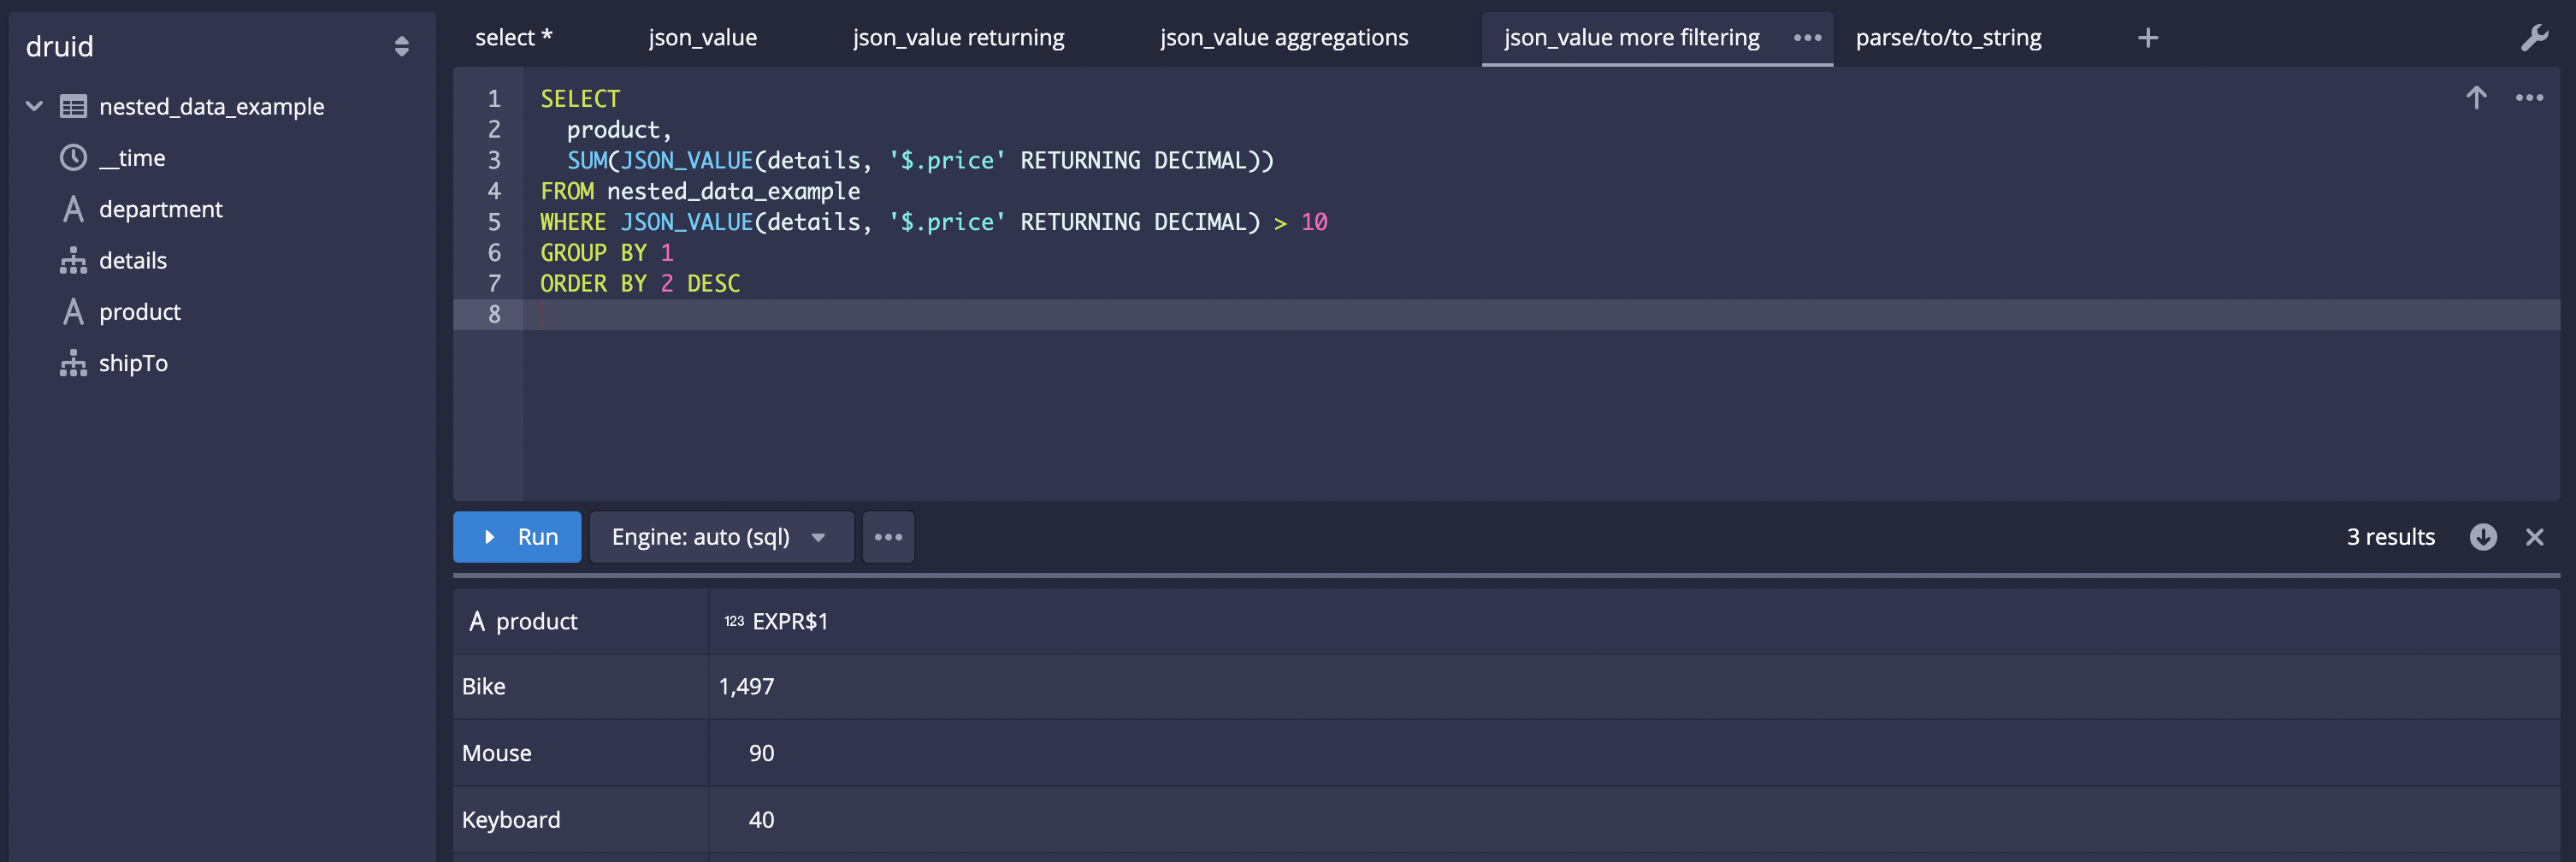 druid
nested_data_example
__time
department
details
product
shipTo
select *
json_value
json_value returning
json_value aggregations
json_value more filtering
parse/to/to_string
1 SELECT
2 product,
3 SUM(JSON_VALUE(details, '$.price' RETURNING DECIMAL))
4 FROM nested_data_example
5 WHERE JSON_VALUE(details, '$.price' RETURNING DECIMAL) > 10
6 GROUP BY 1
7 ORDER BY 2 DESC
8
Run
Engine: auto (sql)
3 results
A product 123 EXPR$1
Bike 1,497
Mouse 90
Keyboard 40